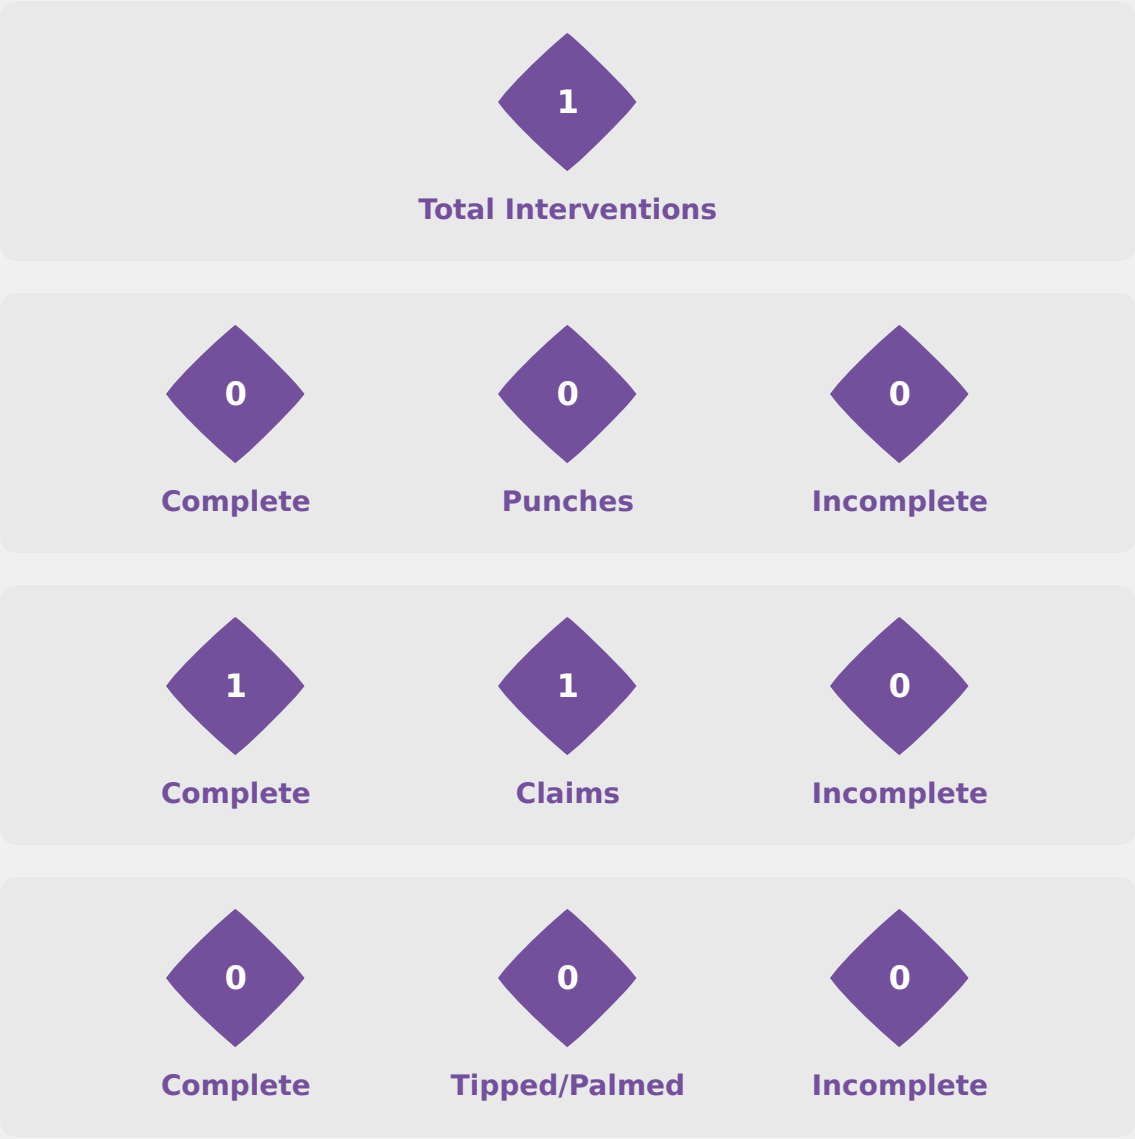 1
Total Interventions
0 0 0
Complete Punches Incomplete
1 1 0
Complete Claims Incomplete
0 0 0
Complete Tipped/Palmed Incomplete